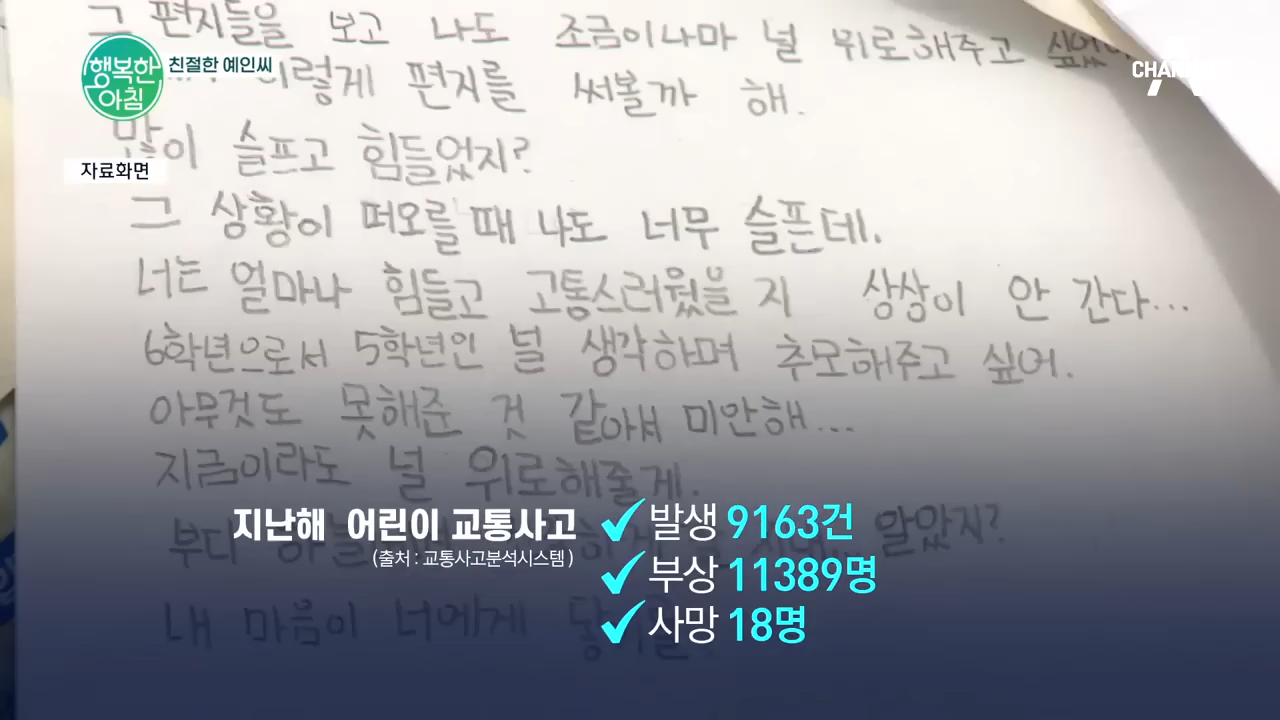 그 편지들을 보고 나도 조금이나마 널 위로해주고 싶었
행복한
아침
친절한 예인씨
CHAN
이렇게 편지를 써볼까 해.
많이 슬프고 힘들었지?
자료화면
그 상황이 떠오를 때 나도 너무 슬픈데.
너는 얼마나 힘들고 고통스러웠을 지 상상이 안 간다...
6학년으로서 5학년인 널 생각하며 추모해주고 싶어.
아무것도 못해준 것 같아서 미안해...
지금이라도 널 위로해줄게.
부다 알았지?
지난해 어린이 교통사고
(출처 : 교통사고분석시스템)
발생 9163건
부상 11389명
사망 18명
내 마음이 너에게